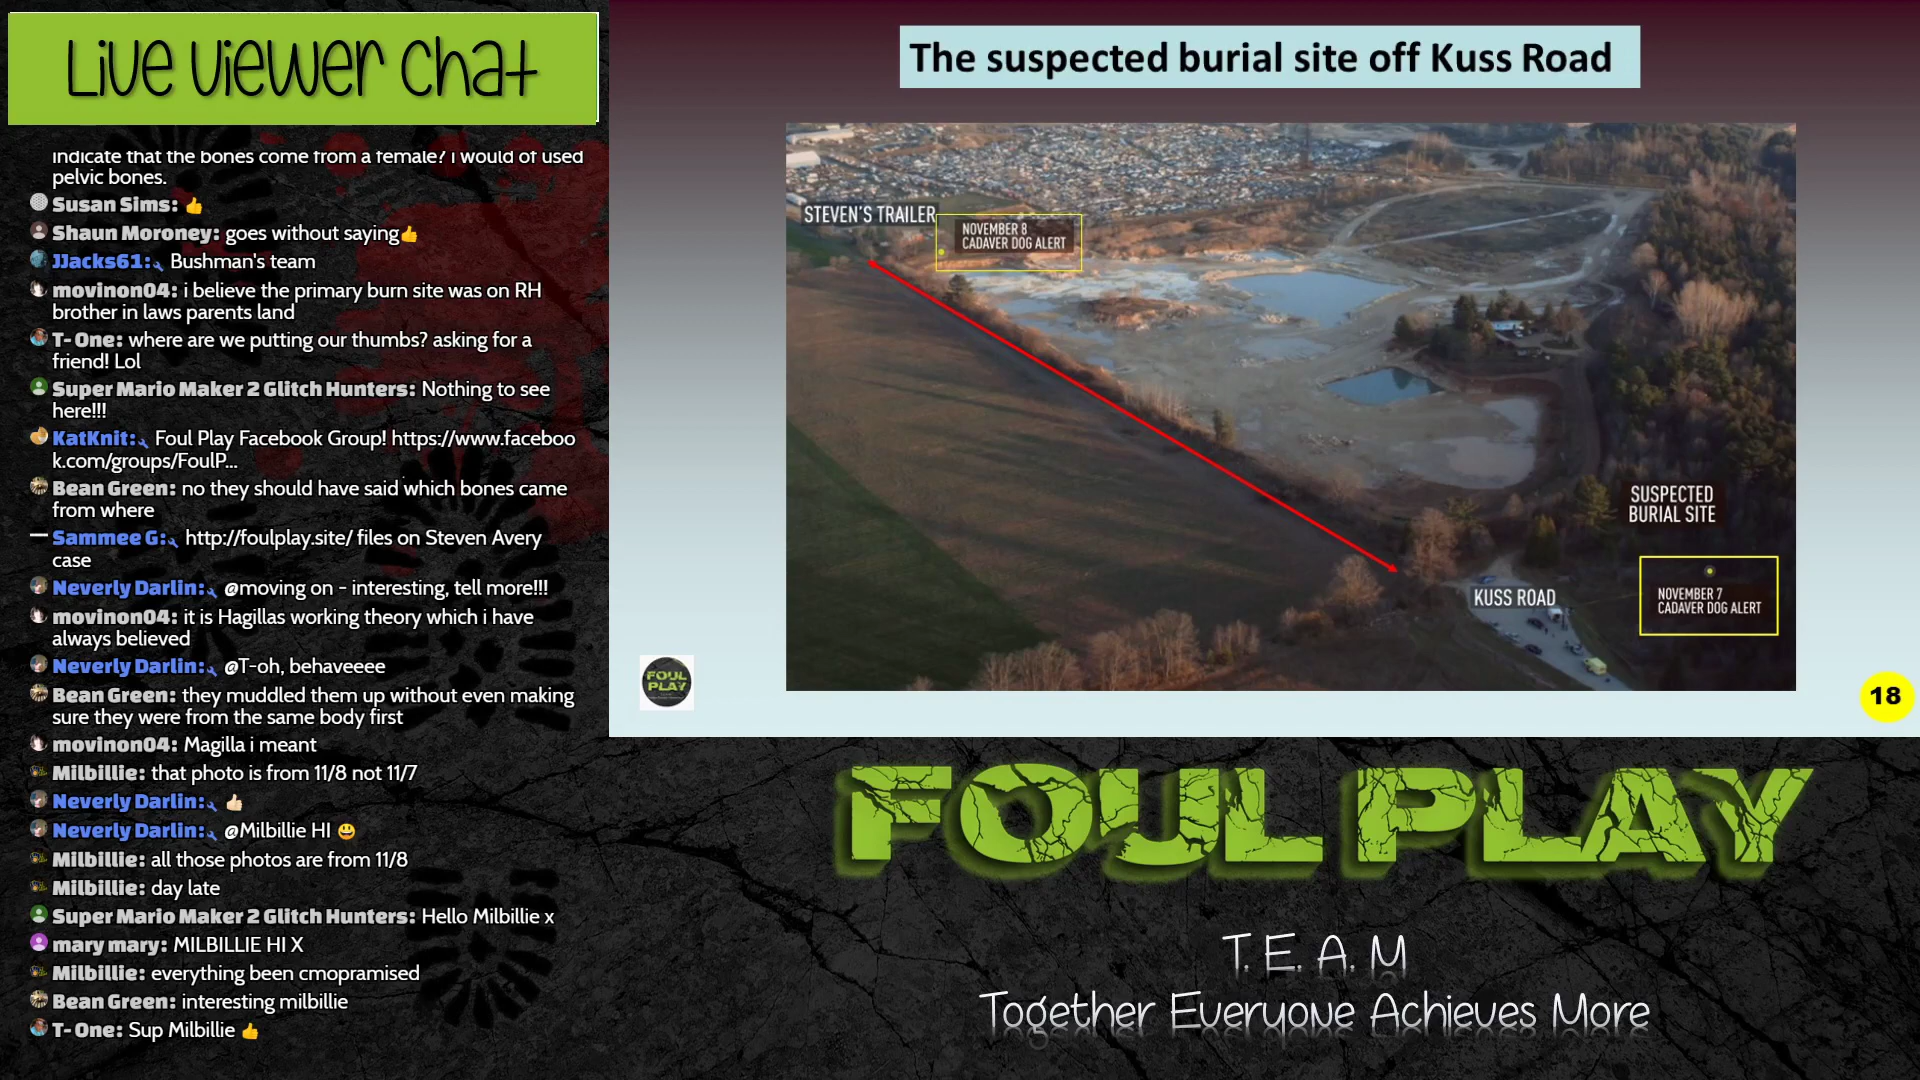 Live viewer chat
indicate that the bones come from a female? i would of used
pelvic bones.
Susan Sims: 👍
Shaun Moroney: goes without saying👍
JJacks61: Bushman's team
movinon04: i believe the primary burn site was on RH
brother in laws parents land
T- One: where are we putting our thumbs? asking for a
friend! Lol
Super Mario Maker 2 Glitch Hunters: Nothing to see
here!!!
KatKnit: Foul Play Facebook Group! https://www.faceboo
k.com/groups/FoulP...
Bean Green: no they should have said which bones came
from where
Sammee G: http://foulplay.site/ files on Steven Avery
case
Neverly Darlin: @moving on - interesting, tell more!!!
movinon04: it is Hagillas working theory which i have
always believed
Neverly Darlin: @T-oh, behaveeee
Bean Green: they muddled them up without even making
sure they were from the same body first
movinon04: Magilla i meant
Milbillie: that photo is from 11/8 not 11/7
Neverly Darlin: 👍🏻
Neverly Darlin: @Milbillie HI 😃
Milbillie: all those photos are from 11/8
Milbillie: day late
Super Mario Maker 2 Glitch Hunters: Hello Milbillie x
mary mary: MILBILLIE HI X
Milbillie: everything been cmopramised
Bean Green: interesting milbillie
T- One: Sup Milbillie 👍
The suspected burial site off Kuss Road
STEVEN'S TRAILER
NOVEMBER 8
CADAVER DOG ALERT
SUSPECTED
BURIAL SITE
KUSS ROAD
NOVEMBER 7
CADAVER DOG ALERT
FOUL
PLAY
18
FOUL PLAY
T. E. A. M
Together Everyone Achieves More